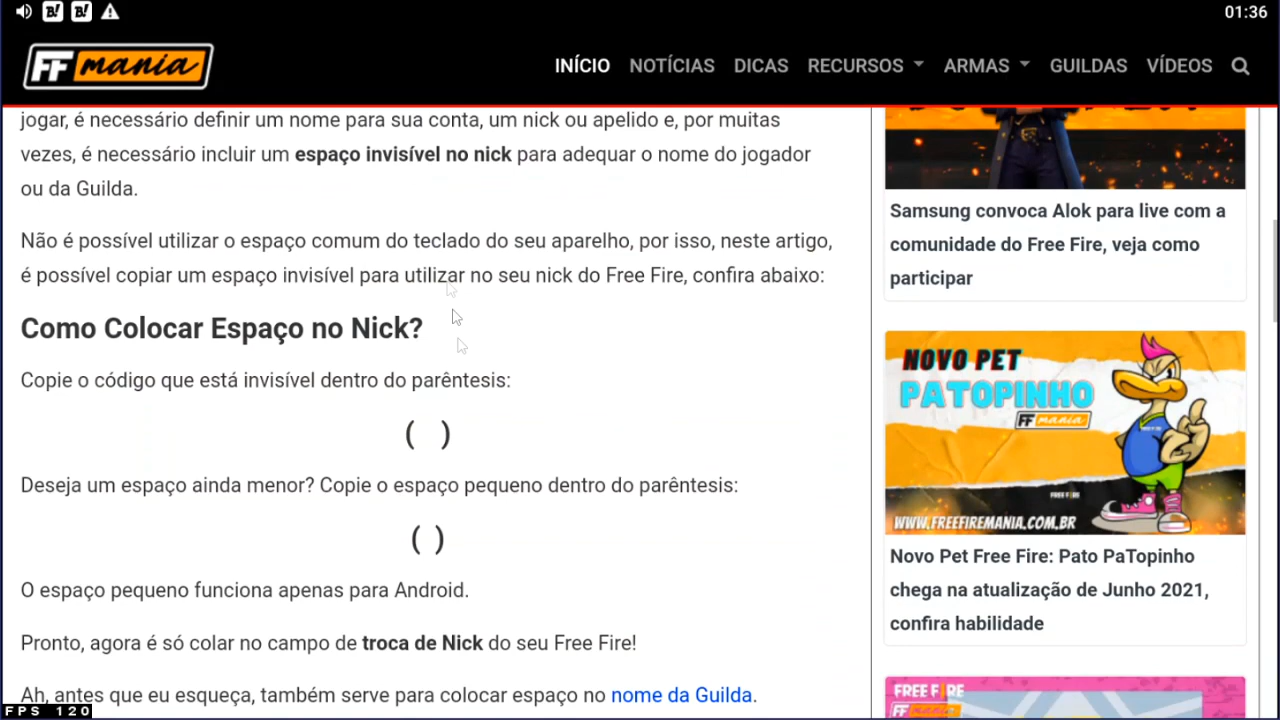 01:36
FF mania
INÍCIO NOTÍCIAS DICAS RECURSOS ARMAS GUILDAS VÍDEOS
jogar, é necessário definir um nome para sua conta, um nick ou apelido e, por muitas
vezes, é necessário incluir um espaço invisível no nick para adequar o nome do jogador
ou da Guilda.
Não é possível utilizar o espaço comum do teclado do seu aparelho, por isso, neste artigo,
é possível copiar um espaço invisível para utilizar no seu nick do Free Fire, confira abaixo:
Como Colocar Espaço no Nick?
Copie o código que está invisível dentro do parêntesis:
( )
Deseja um espaço ainda menor? Copie o espaço pequeno dentro do parêntesis:
( )
O espaço pequeno funciona apenas para Android.
Pronto, agora é só colar no campo de troca de Nick do seu Free Fire!
Ah, antes que eu esqueça, também serve para colocar espaço no nome da Guilda.
FPS 120
Samsung convoca Alok para live com a
comunidade do Free Fire, veja como
participar
NOVO PET
PATOPINHO
FF mania
FREE FIRE
WWW.FREEFIREMANIA.COM.BR
Novo Pet Free Fire: Pato PaTopinho
chega na atualização de Junho 2021,
confira habilidade
FREE FIRE
FF mania